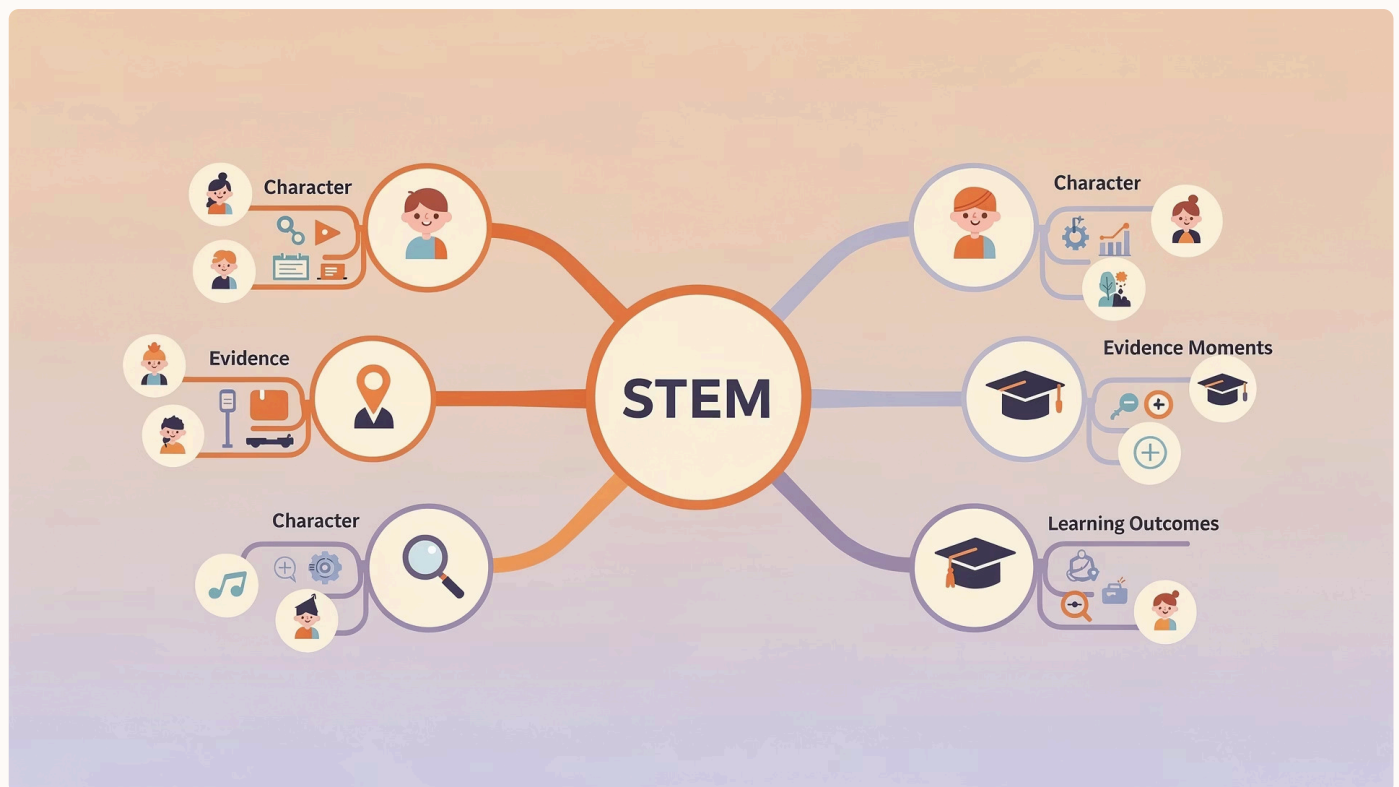 Character
Evidence
Character
STEM
Character
Evidence Moments
Learning Outcomes